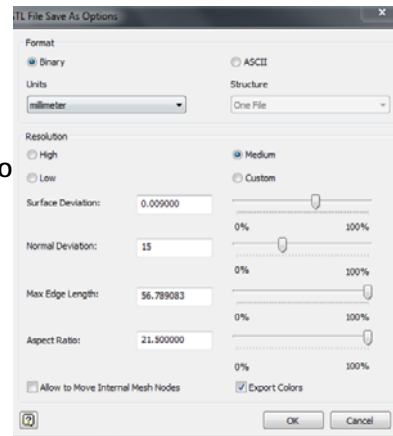 TL File Save As Options
Format
Binary
ASCII
Units
Structure
millimeter
One File
Resolution
High
Medium
o
Low
Custom
Surface Deviation:
0.009000
0%
100%
Normal Deviation:
15
0%
100%
Max Edge Length:
56.789083
0%
100%
Aspect Ratio:
21.500000
0%
100%
Allow to Move Internal Mesh Nodes
Export Colors
?
OK
Cancel